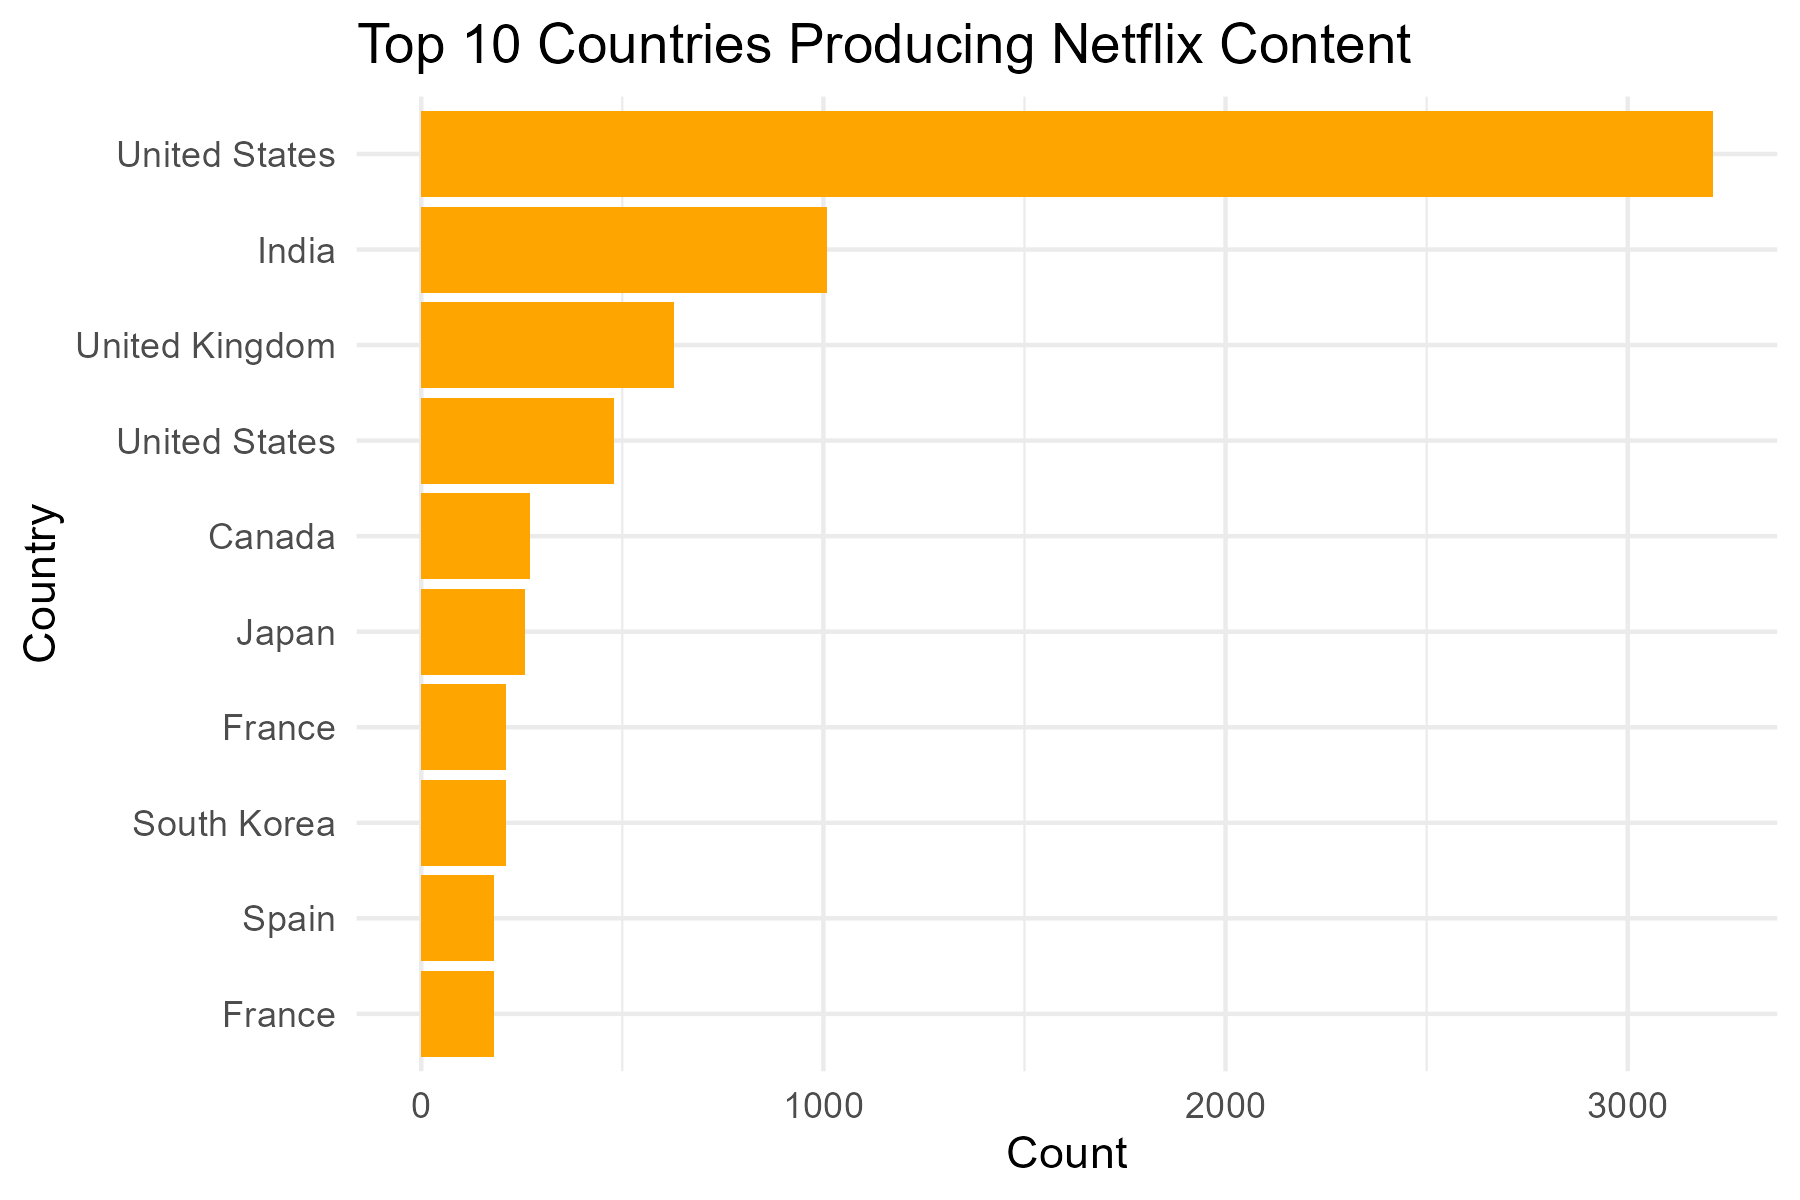 Top 10 Countries Producing Netflix Content
United States
India
United Kingdom
United States
Canada
Japan
France
South Korea
Spain
France
Country
0 1000 2000 3000
Count